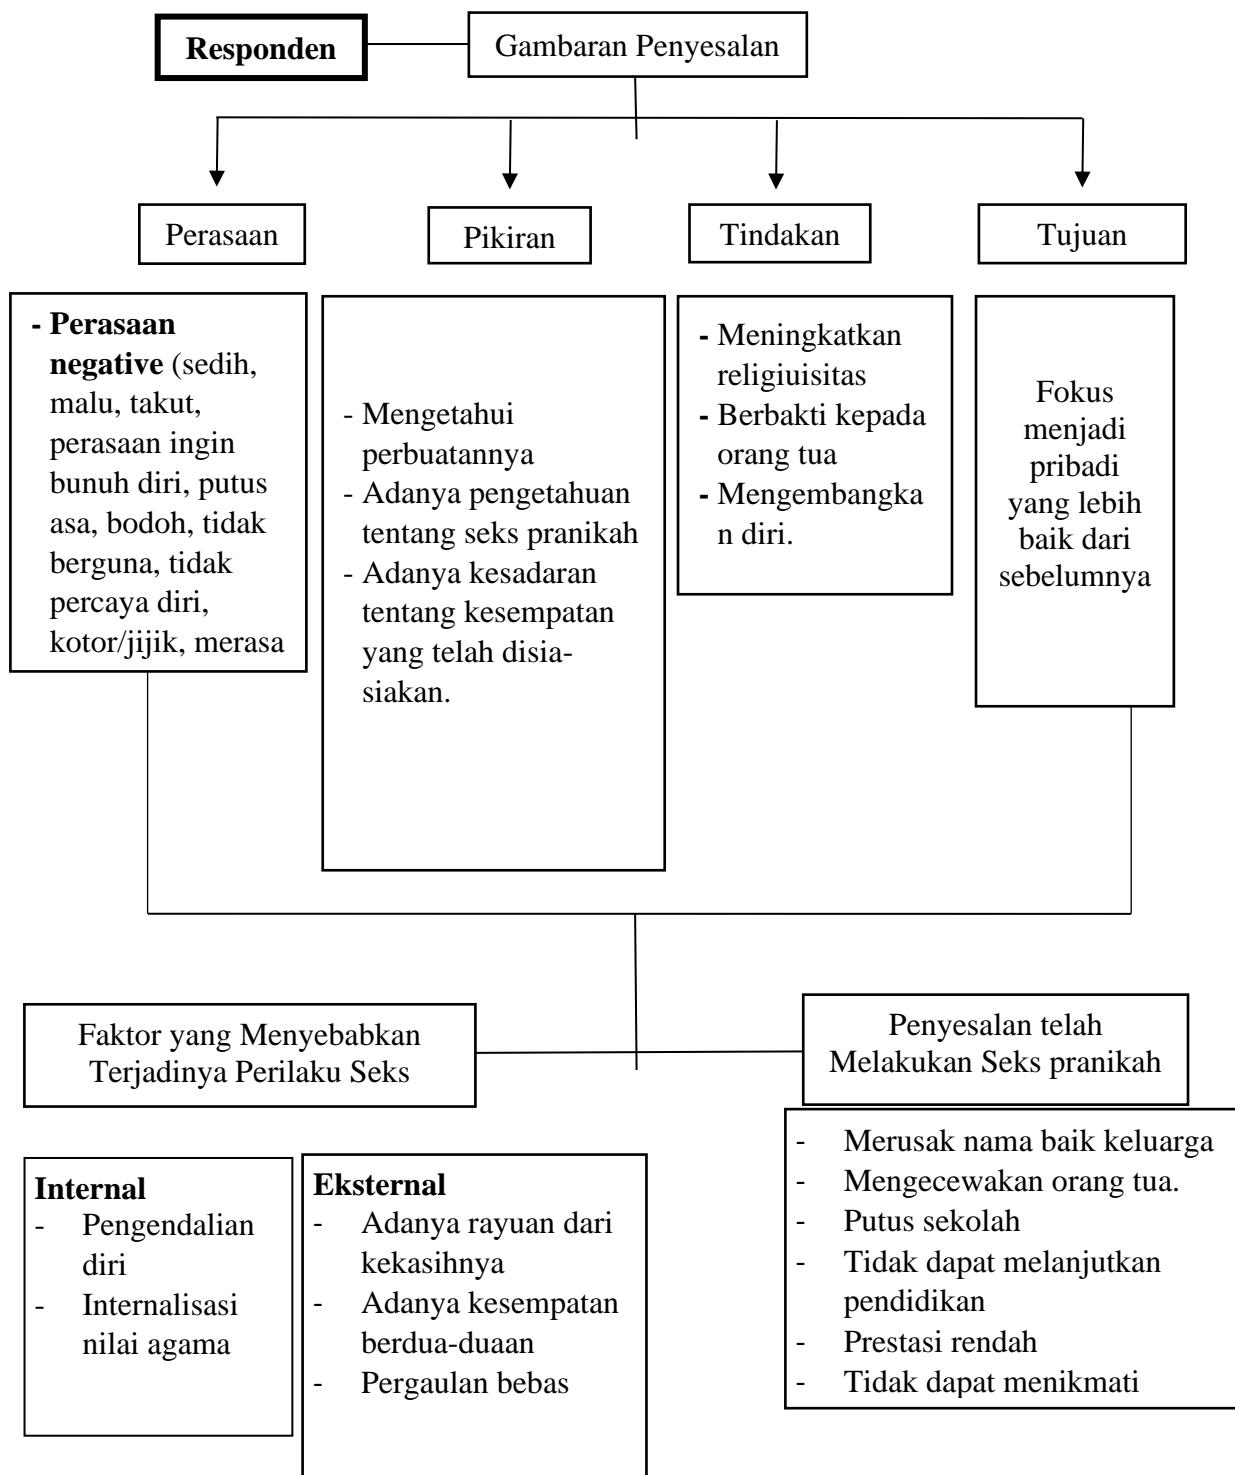 Responden
Gambaran Penyesalan
Perasaan
Pikiran
Tindakan
Tujuan
- Perasaan
negative (sedih,
malu, takut,
perasaan ingin
bunuh diri, putus
asa, bodoh, tidak
berguna, tidak
percaya diri,
kotor/jijik, merasa
- Mengetahui
perbuatannya
- Adanya pengetahuan
tentang seks pranikah
- Adanya kesadaran
tentang kesempatan
yang telah disia-
siakan.
- Meningkatkan
religiuisitas
- Berbakti kepada
orang tua
- Mengembangka
n diri.
Fokus
menjadi
pribadi
yang lebih
baik dari
sebelumnya
Faktor yang Menyebabkan
Terjadinya Perilaku Seks
Penyesalan telah
Melakukan Seks pranikah
Internal
- Pengendalian
diri
- Internalisasi
nilai agama
Eksternal
- Adanya rayuan dari
kekasihnya
- Adanya kesempatan
berdua-duaan
- Pergaulan bebas
- Merusak nama baik keluarga
- Mengecewakan orang tua.
- Putus sekolah
- Tidak dapat melanjutkan
pendidikan
- Prestasi rendah
- Tidak dapat menikmati